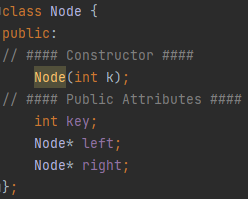 class Node {
public:
// #### Constructor ####
    Node(int k);
// #### Public Attributes ####
    int key;
    Node* left;
    Node* right;
};